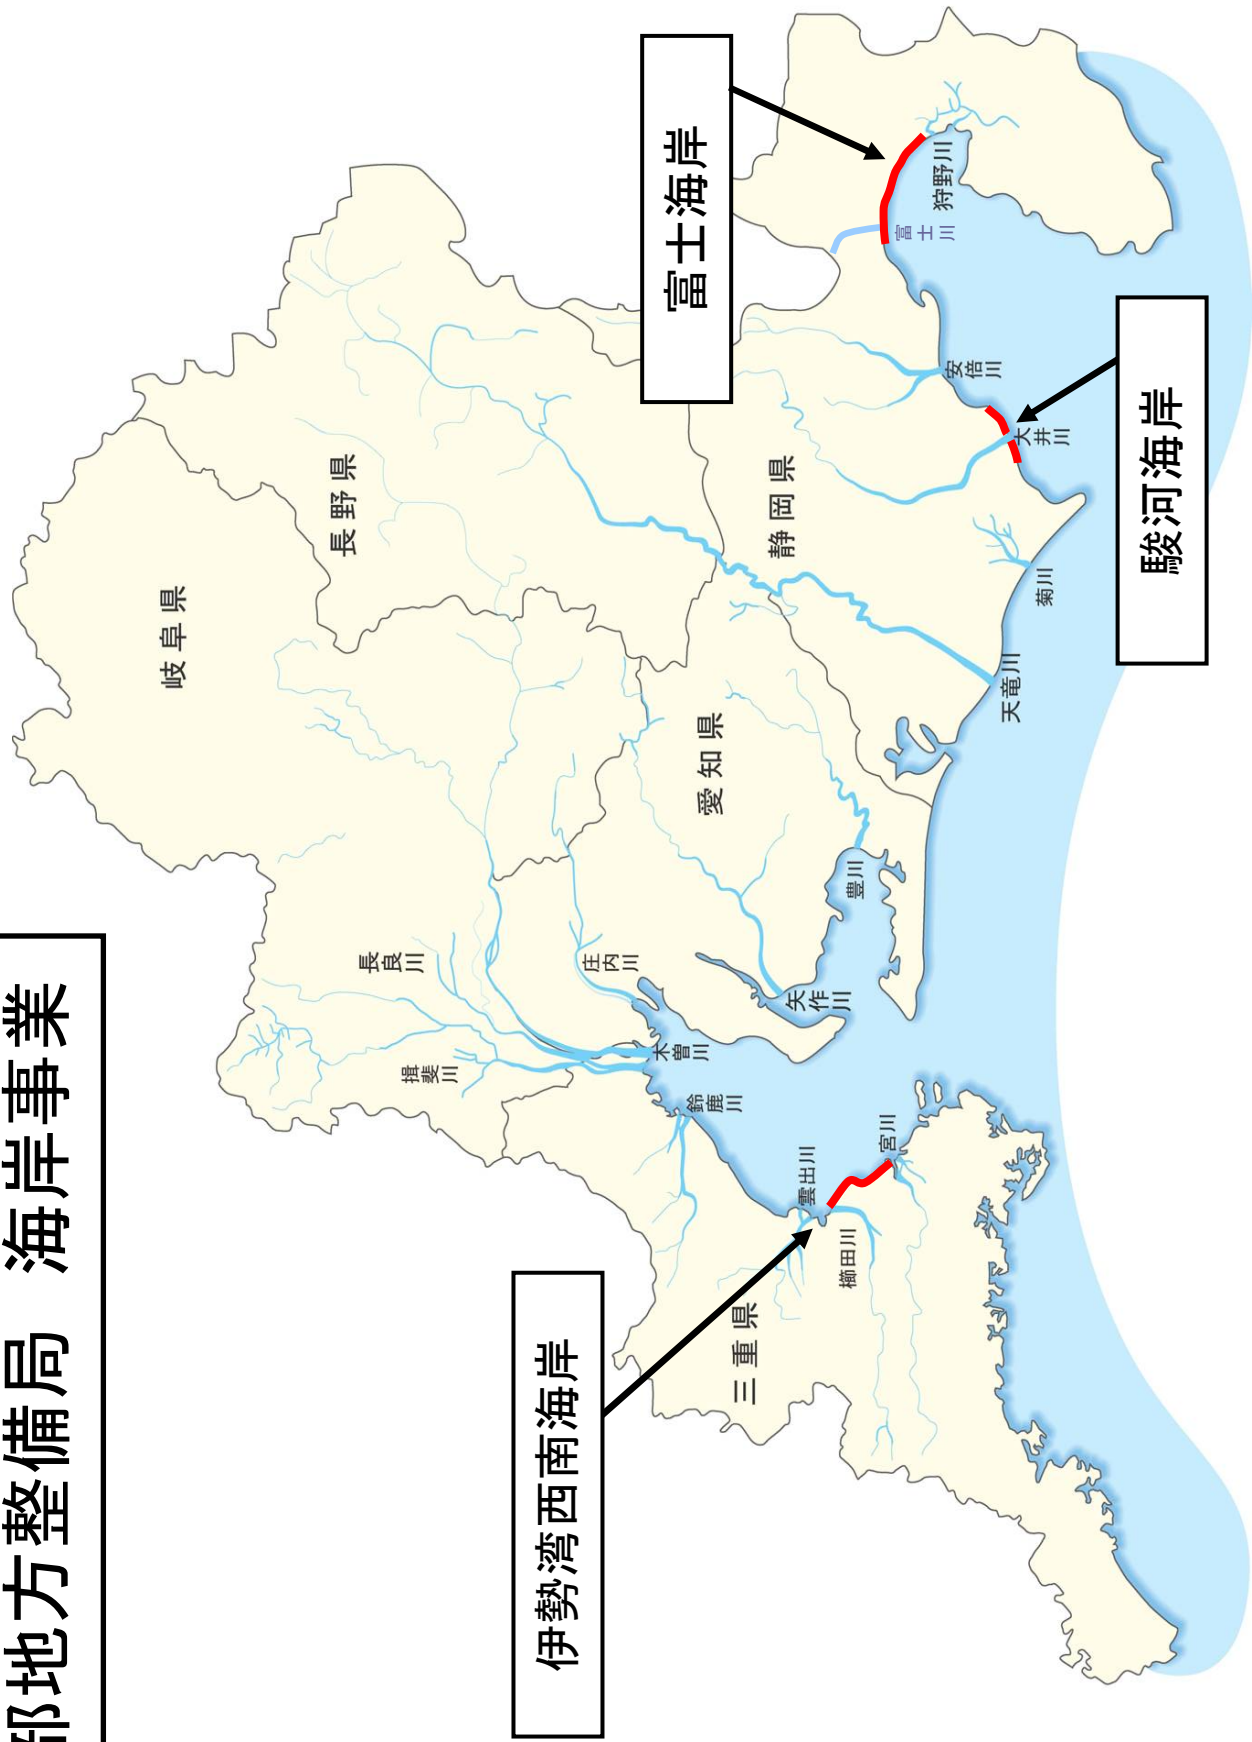 部地方整備局 海岸事業
岐阜県
長野県
富士海岸
静岡県
愛知県
三重県
伊勢湾西南海岸
駿河海岸
狩野川
富士川
安倍川
大井川
菊川
天竜川
豊川
矢作川
庄内川
木曽川
長良川
揖斐川
鈴鹿川
雲出川
櫛田川
宮川